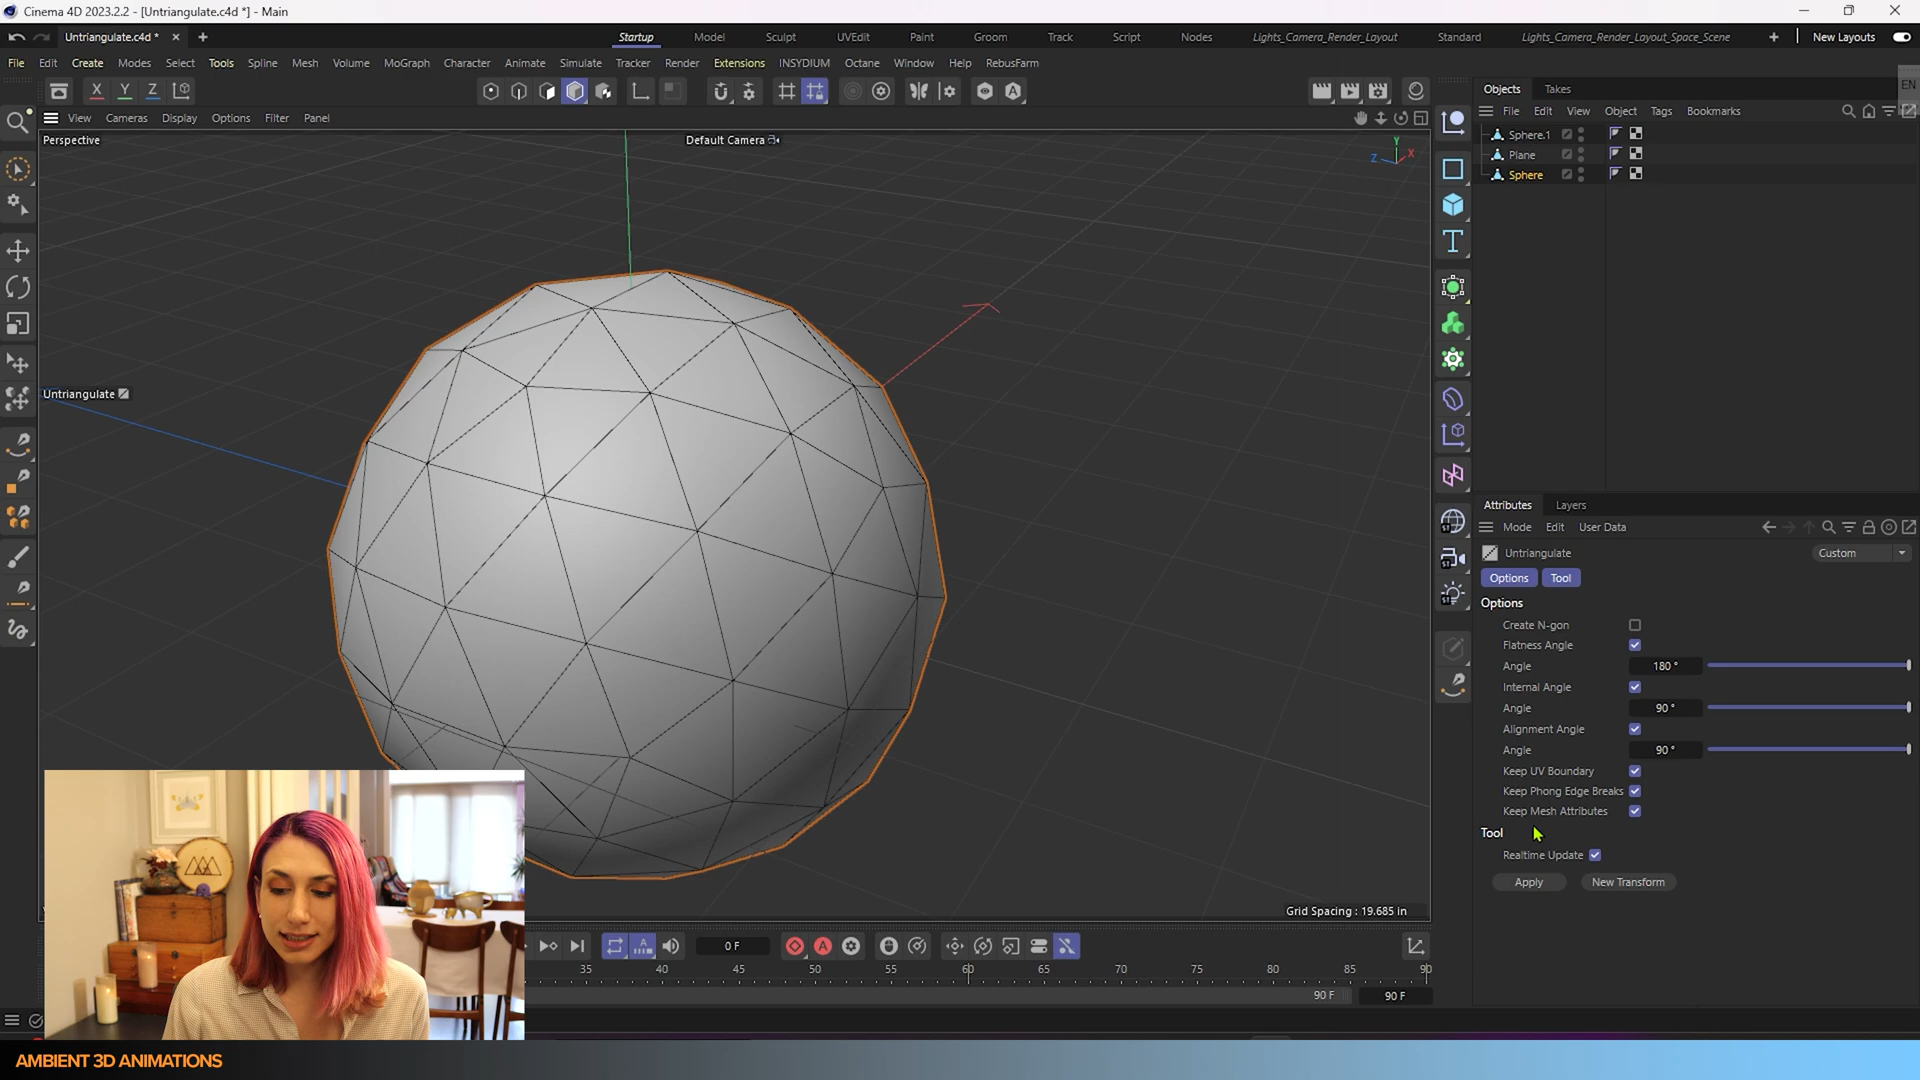 Cinema 4D 2023.2.2 - [Untriangulate.c4d *] - Main
Untriangulate.c4d *
Startup
Model
Sculpt
UVEdit
Paint
Groom
Track
Script
Nodes
Lights_Camera_Render_Layout
Standard
Lights_Camera_Render_Layout_Space_Scene
New Layouts
File Edit Create Modes Select Tools Spline Mesh Volume MoGraph Character Animate Simulate Tracker Render Extensions INSYDIUM Octane Window Help RebusFarm
EN
X Y Z
View Cameras Display Options Filter Panel
Perspective
Default Camera
Y
Z X
Untriangulate
Grid Spacing : 19.685 in
Objects Takes
File Edit View Object Tags Bookmarks
Sphere.1
Plane
Sphere
Attributes Layers
Mode Edit User Data
Untriangulate
Custom
Options Tool
Options
Create N-gon
Flatness Angle
Angle 180 °
Internal Angle
Angle 90 °
Alignment Angle
Angle 90 °
Keep UV Boundary
Keep Phong Edge Breaks
Keep Mesh Attributes
Tool
Realtime Update
Apply New Transform
0 F
35 40 45 50 55 60 65 70 75 80 85 90
90 F 90 F
AMBIENT 3D ANIMATIONS